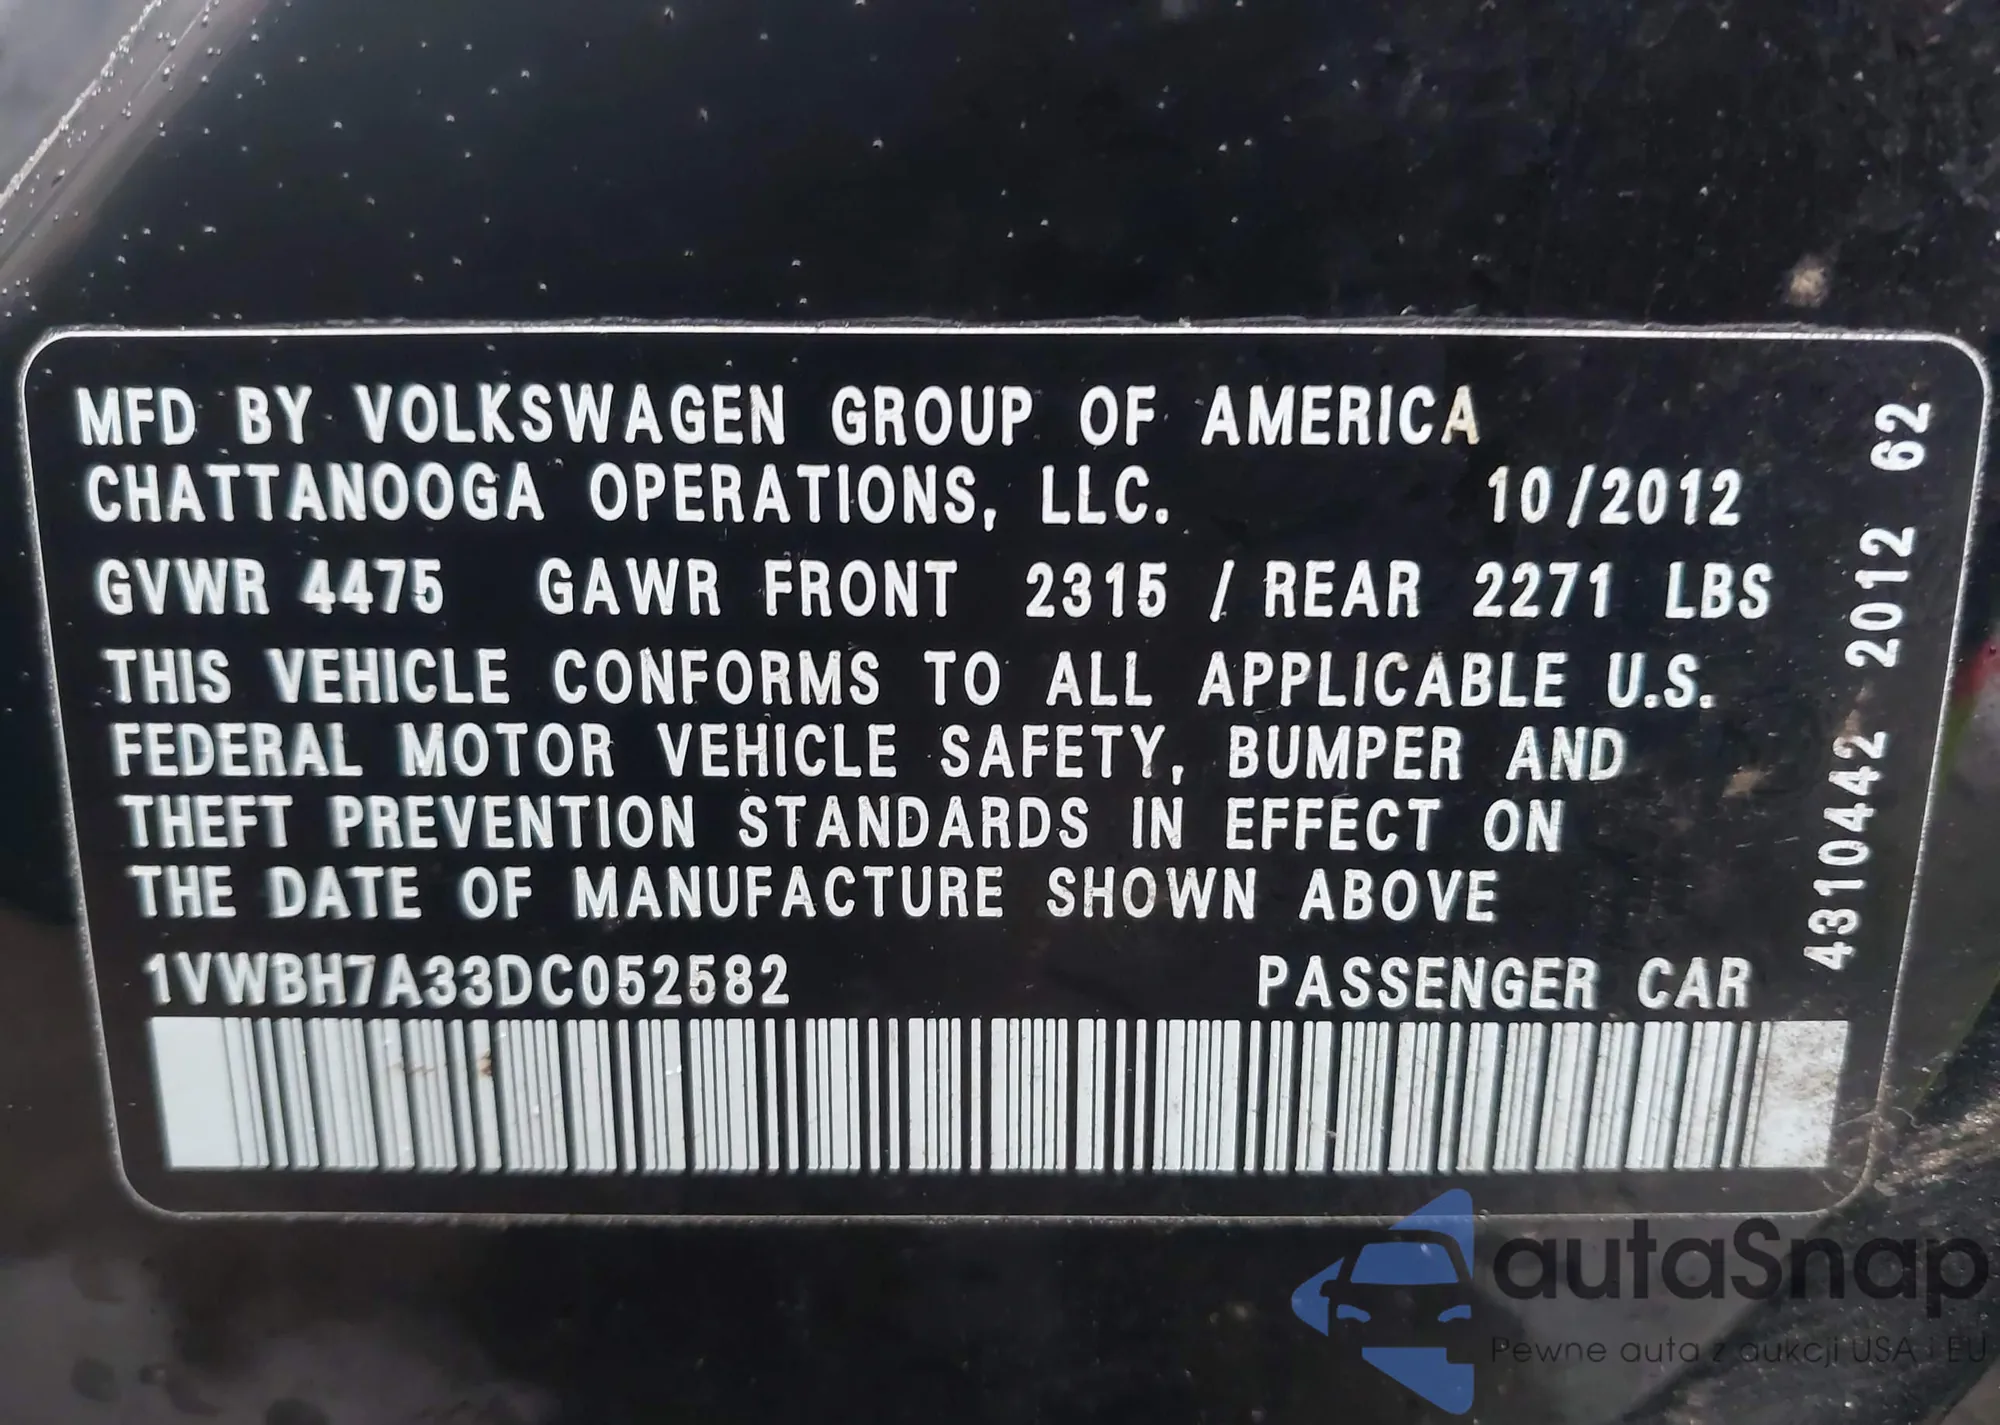 MFD BY VOLKSWAGEN GROUP OF AMERICA
CHATTANOOGA OPERATIONS, LLC. 10/2012
GVWR 4475 GAWR FRONT 2315 / REAR 2271 LBS
THIS VEHICLE CONFORMS TO ALL APPLICABLE U.S.
FEDERAL MOTOR VEHICLE SAFETY, BUMPER AND
THEFT PREVENTION STANDARDS IN EFFECT ON
THE DATE OF MANUFACTURE SHOWN ABOVE
1VWBH7A33DC052582 PASSENGER CAR
4310442 2012 62
autaSnap
Pewne auta z aukcji USA i EU